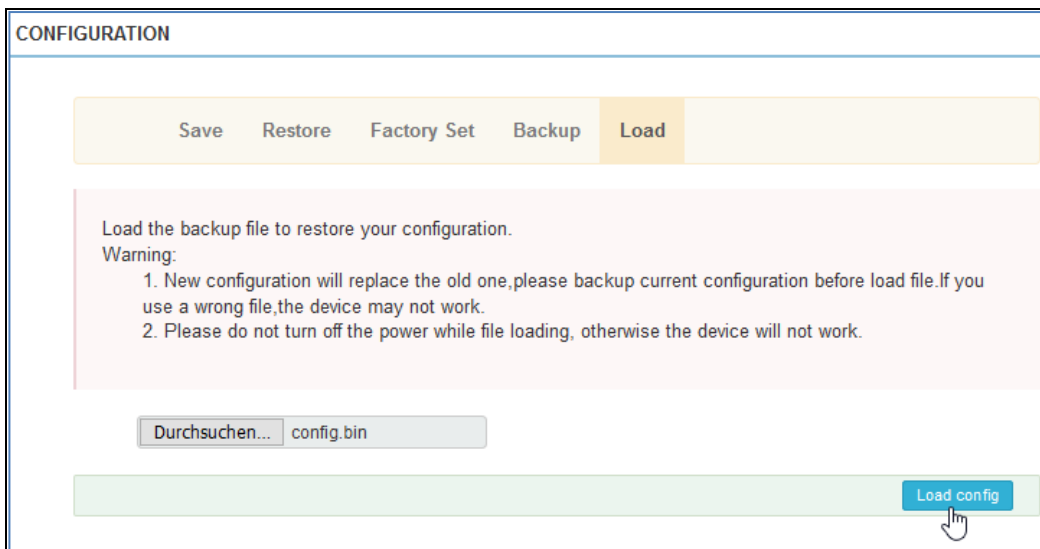 CONFIGURATION
Save Restore Factory Set Backup Load
Load the backup file to restore your configuration.
Warning:
1. New configuration will replace the old one,please backup current configuration before load file.If you
use a wrong file,the device may not work.
2. Please do not turn off the power while file loading, otherwise the device will not work.
Durchsuchen... config.bin
Load config